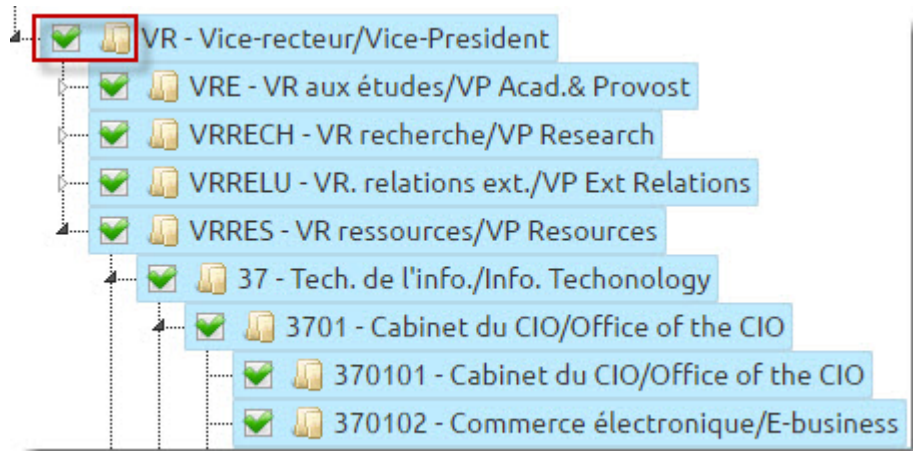 VR - Vice-recteur/Vice-President
VRE - VR aux études/VP Acad.& Provost
VRRECH - VR recherche/VP Research
VRRELU - VR. relations ext./VP Ext Relations
VRRES - VR ressources/VP Resources
37 - Tech. de l'info./Info. Techonology
3701 - Cabinet du CIO/Office of the CIO
370101 - Cabinet du CIO/Office of the CIO
370102 - Commerce électronique/E-business